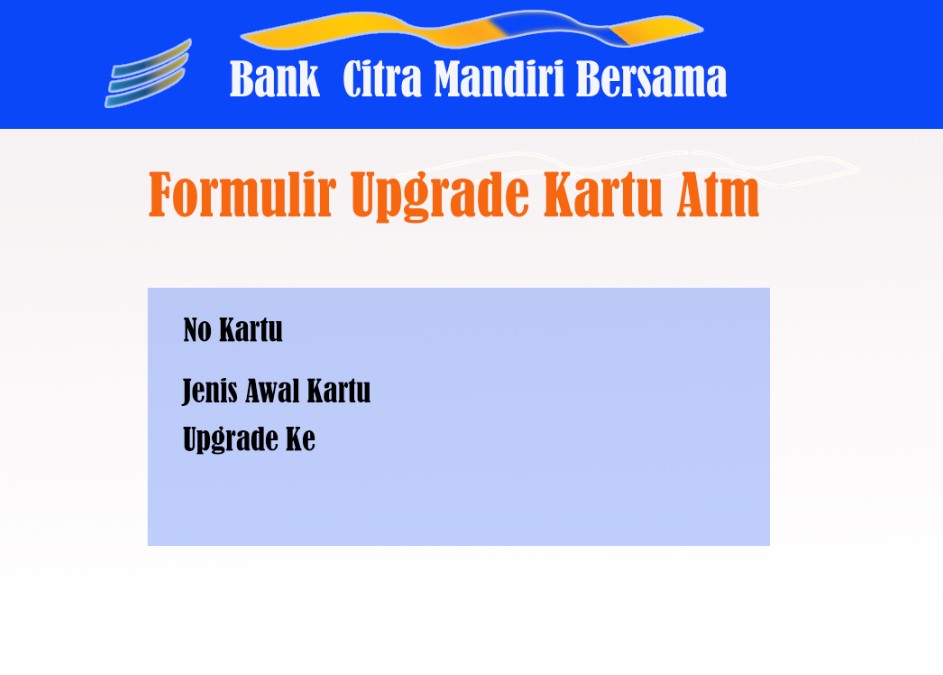 Bank Citra Mandiri Bersama
Formulir Upgrade Kartu Atm
No Kartu
Jenis Awal Kartu
Upgrade Ke